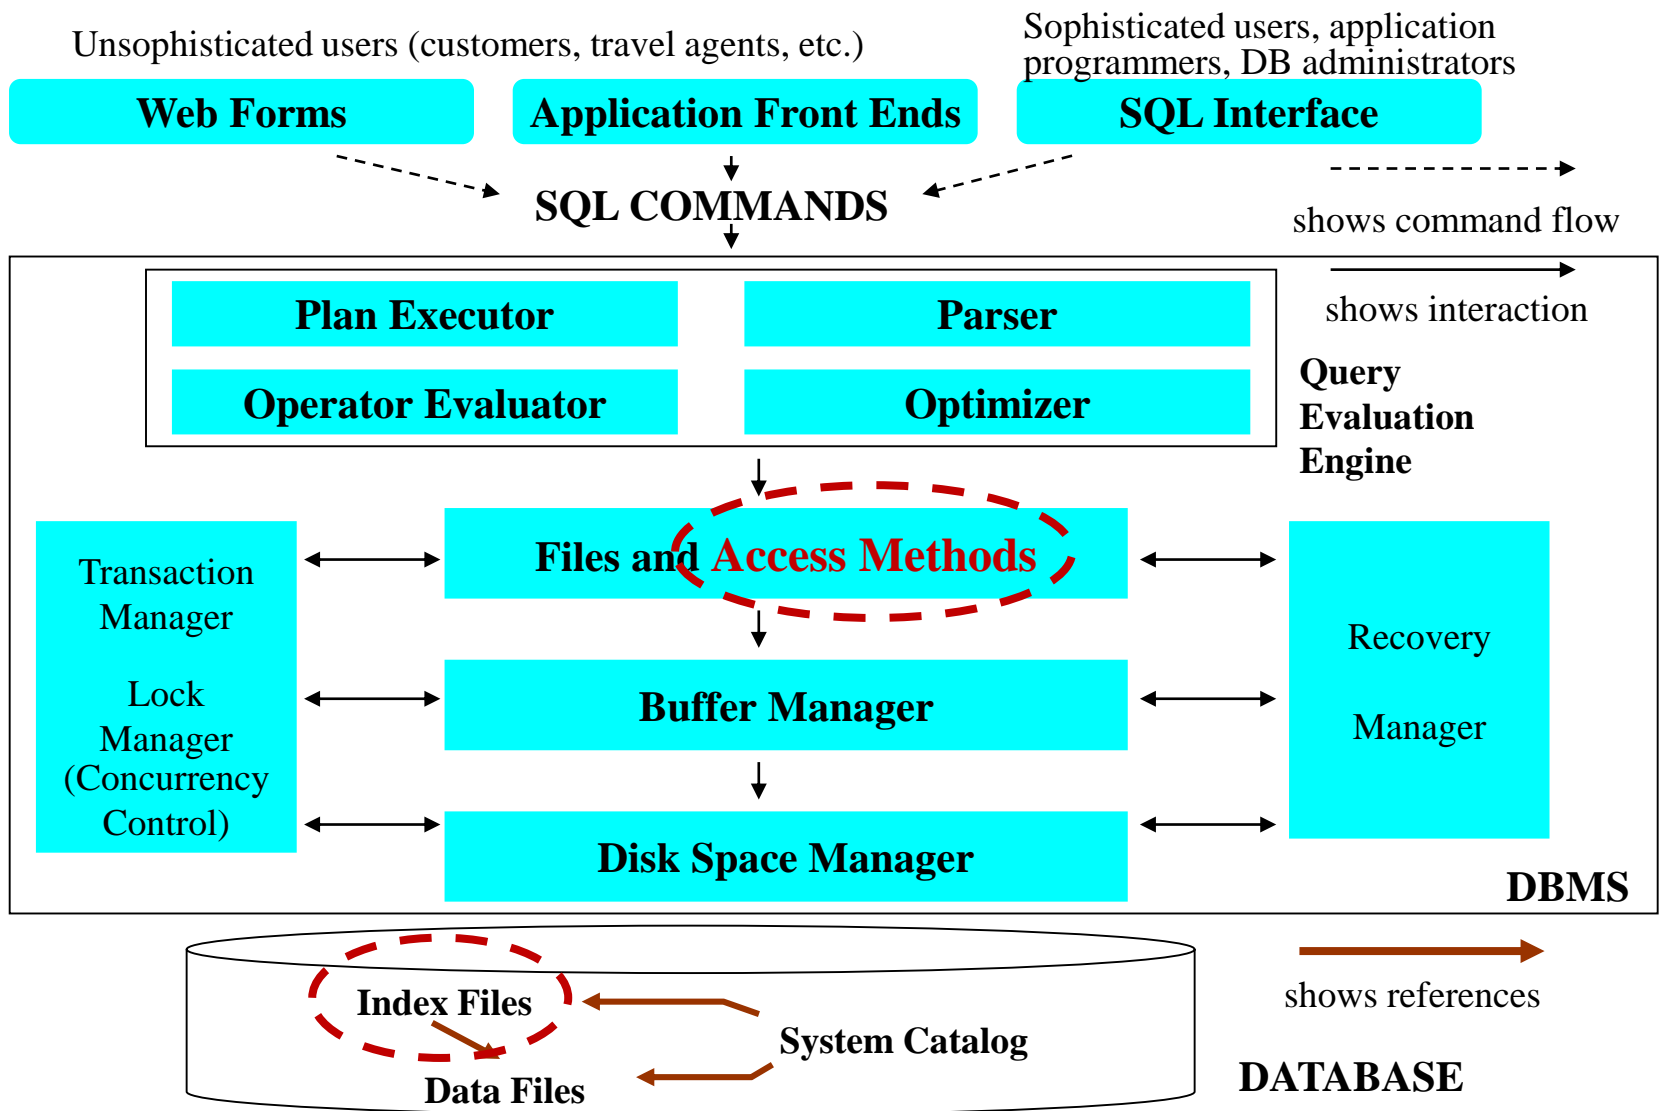 Unsophisticated users (customers, travel agents, etc.)
Sophisticated users, application
programmers, DB administrators
Web Forms
Application Front Ends
SQL Interface
SQL COMMANDS
shows command flow
shows interaction
Plan Executor
Parser
Operator Evaluator
Optimizer
Query
Evaluation
Engine
Files and Access Methods
Transaction
Manager
Lock
Manager
(Concurrency
Control)
Buffer Manager
Recovery
Manager
Disk Space Manager
DBMS
Index Files
shows references
System Catalog
Data Files
DATABASE